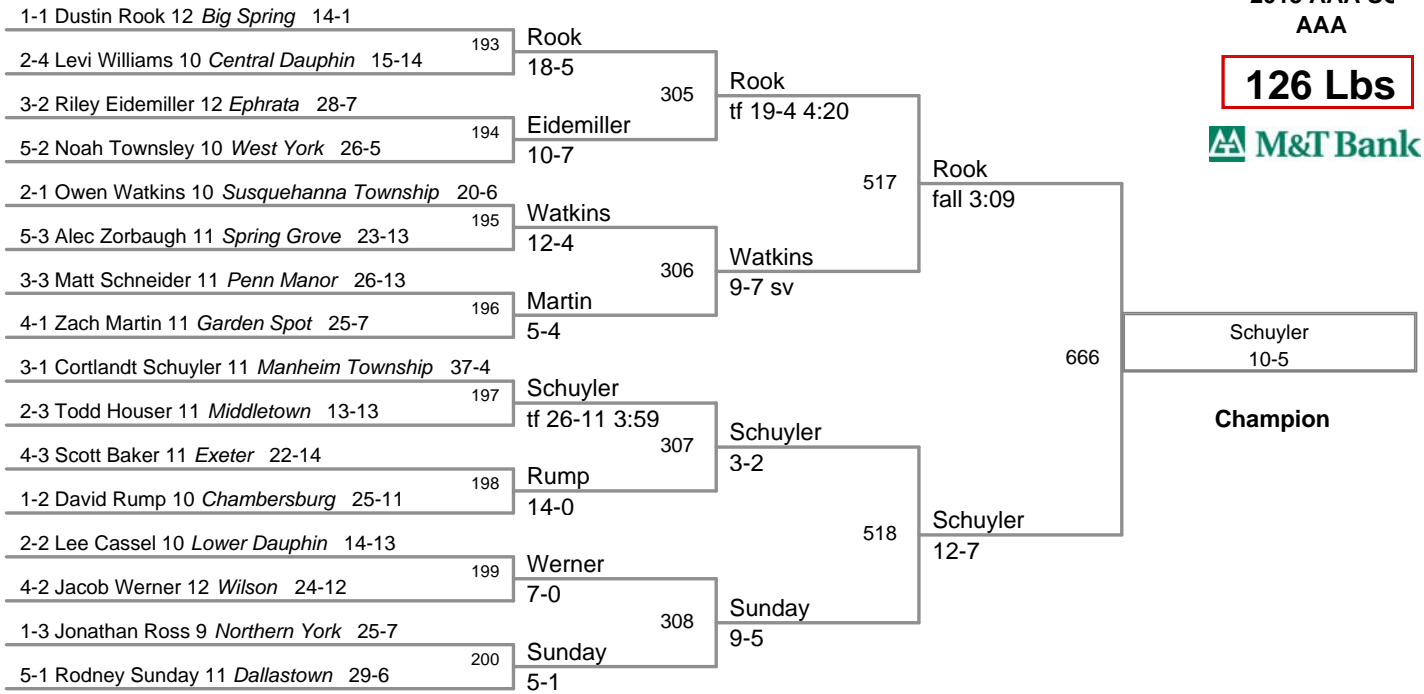 1-1 Dustin Rook 12 Big Spring 14-1
193
2-4 Levi Williams 10 Central Dauphin 15-14
Rook
18-5
3-2 Riley Eidemiller 12 Ephrata 28-7
194
5-2 Noah Townsley 10 West York 26-5
Eidemiller
10-7
305
Rook
tf 19-4 4:20
2-1 Owen Watkins 10 Susquehanna Township 20-6
195
5-3 Alec Zorbaugh 11 Spring Grove 23-13
Watkins
12-4
3-3 Matt Schneider 11 Penn Manor 26-13
196
4-1 Zach Martin 11 Garden Spot 25-7
Martin
5-4
306
Watkins
9-7 sv
517
Rook
fall 3:09
3-1 Cortlandt Schuyler 11 Manheim Township 37-4
197
2-3 Todd Houser 11 Middletown 13-13
Schuyler
tf 26-11 3:59
4-3 Scott Baker 11 Exeter 22-14
198
1-2 David Rump 10 Chambersburg 25-11
Rump
14-0
307
Schuyler
3-2
2-2 Lee Cassel 10 Lower Dauphin 14-13
199
4-2 Jacob Werner 12 Wilson 24-12
Werner
7-0
1-3 Jonathan Ross 9 Northern York 25-7
200
5-1 Rodney Sunday 11 Dallastown 29-6
Sunday
5-1
308
Sunday
9-5
518
Schuyler
12-7
666
Schuyler
10-5
Champion
AAA
126 Lbs
M&T Bank